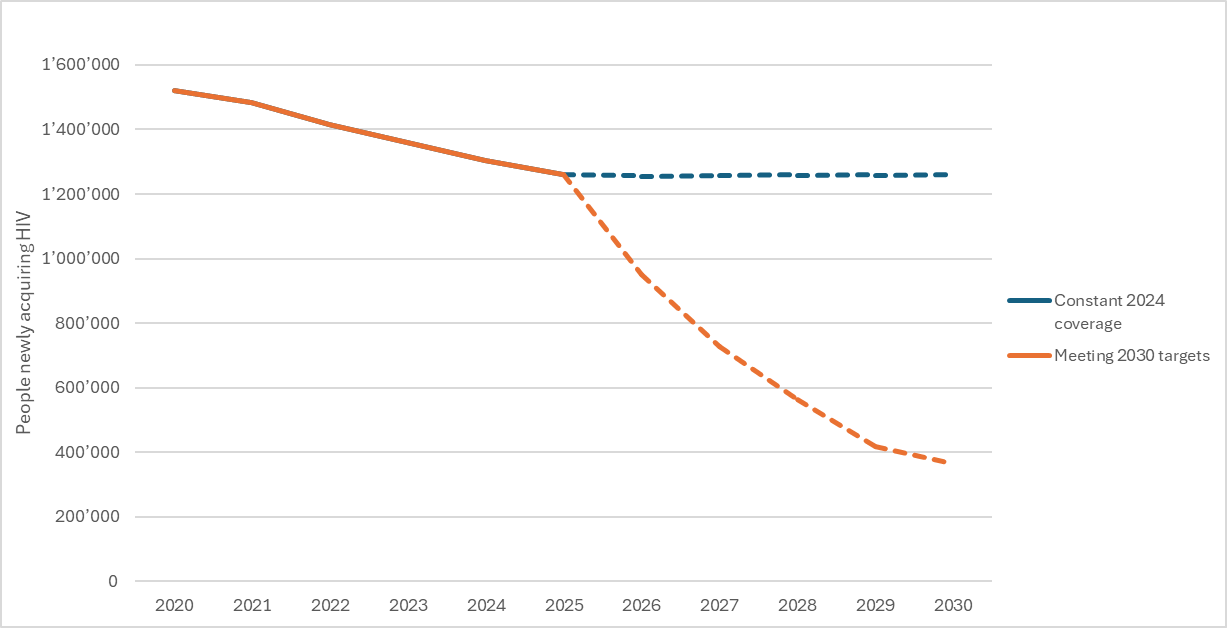 1’600’000
1’400’000
1’200’000
1’000’000
800’000
600’000
400’000
200’000
0
People newly acquiring HIV
2020 2021 2022 2023 2024 2025 2026 2027 2028 2029 2030
Constant 2024
coverage
Meeting 2030 targets